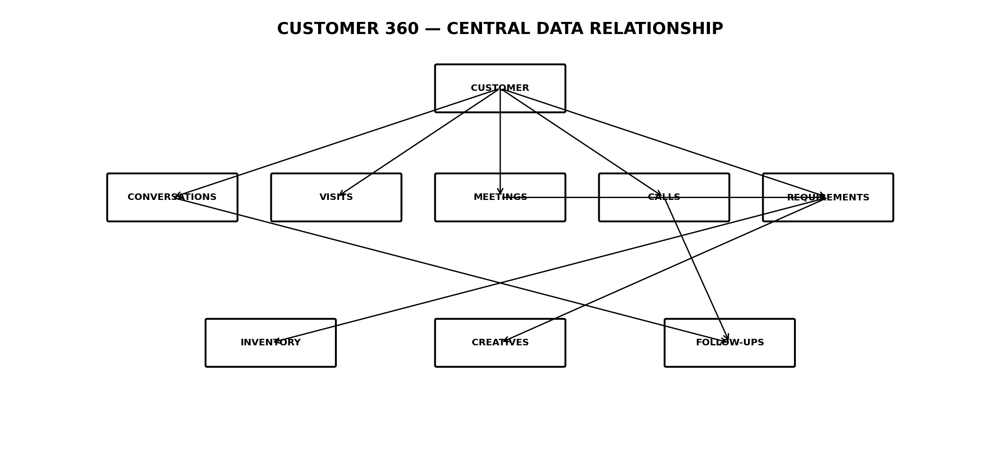 CUSTOMER 360 — CENTRAL DATA RELATIONSHIP
CUSTOMER
CONVERSATIONS
VISITS
MEETINGS
CALLS
REQUIREMENTS
INVENTORY
CREATIVES
FOLLOW-UPS